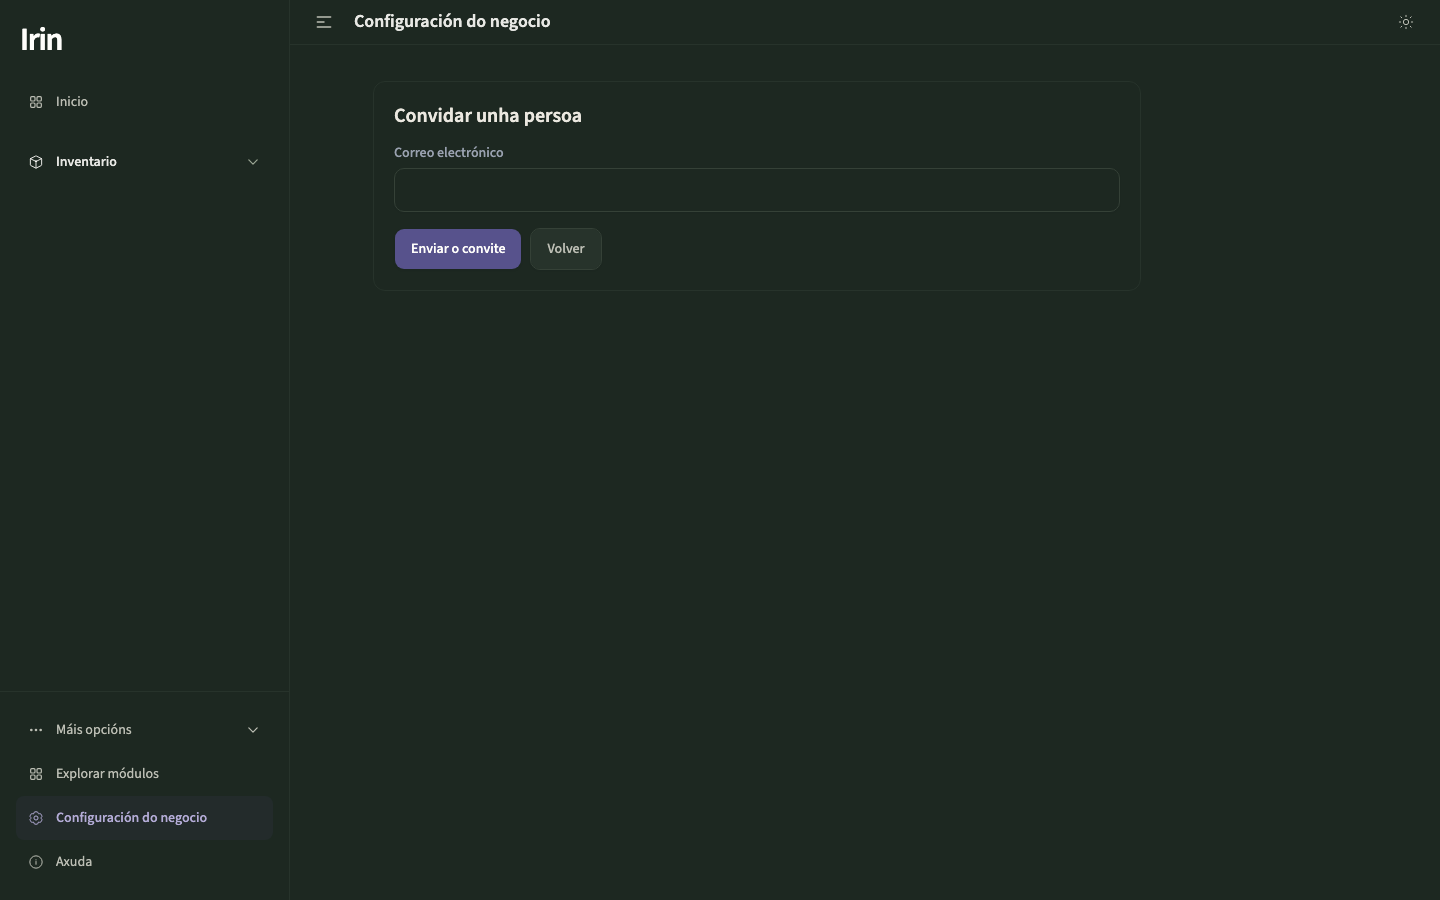 Irin
Inicio
Inventario
Máis opcións
Explorar módulos
Configuración do negocio
Axuda
Configuración do negocio
Convidar unha persoa
Correo electrónico
Enviar o convite
Volver